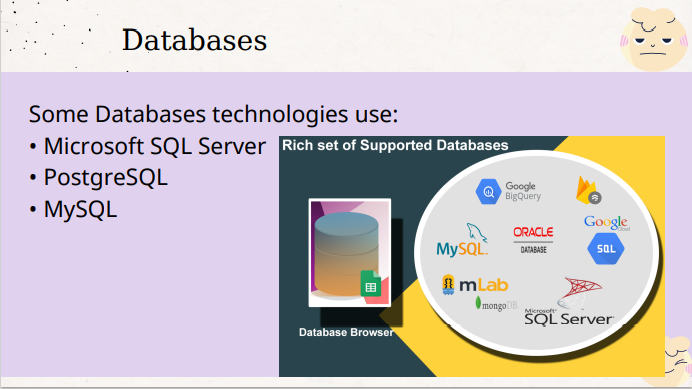 Databases
Some Databases technologies use:
• Microsoft SQL Server
• PostgreSQL
• MySQL
Rich set of Supported Databases
Google
BigQuery
Google
Cloud
SQL
MySQL
ORACLE
DATABASE
mLab
mongoDB
Microsoft
SQL Server
Database Browser